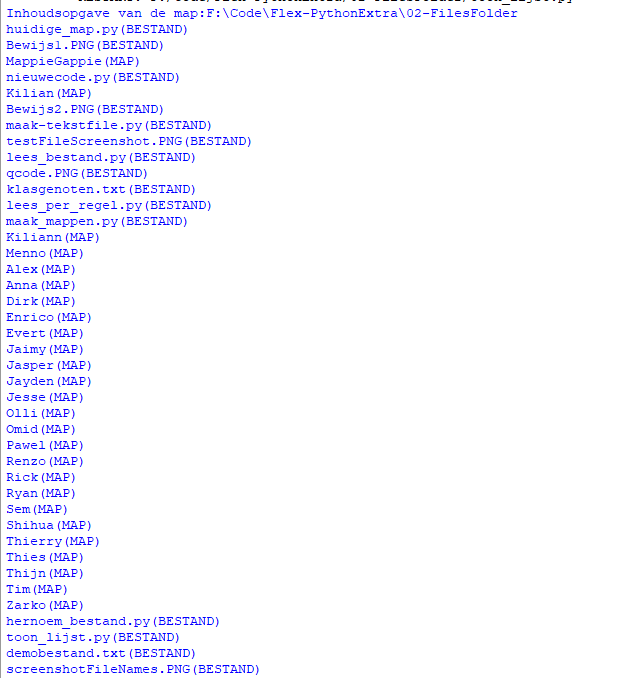 Inhoudsopgave van de map:F:\Code\Flex-PythonExtra\02-FilesFolder
huidige_map.py(BESTAND)
Bewijs1.PNG(BESTAND)
MappieGappie(MAP)
nieuwecode.py(BESTAND)
Kilian(MAP)
Bewijs2.PNG(BESTAND)
maak-tekstfile.py(BESTAND)
testFileScreenshot.PNG(BESTAND)
lees_bestand.py(BESTAND)
qcode.PNG(BESTAND)
klasgenoten.txt(BESTAND)
lees_per_regel.py(BESTAND)
maak_mappen.py(BESTAND)
Kiliann(MAP)
Menno(MAP)
Alex(MAP)
Anna(MAP)
Dirk(MAP)
Enrico(MAP)
Evert(MAP)
Jaimy(MAP)
Jasper(MAP)
Jayden(MAP)
Jesse(MAP)
Olli(MAP)
Omid(MAP)
Pawel(MAP)
Renzo(MAP)
Rick(MAP)
Ryan(MAP)
Sem(MAP)
Shihua(MAP)
Thierry(MAP)
Thies(MAP)
Thijn(MAP)
Tim(MAP)
Zarko(MAP)
hernoem_bestand.py(BESTAND)
toon_lijst.py(BESTAND)
demobestand.txt(BESTAND)
screenshotFileNames.PNG(BESTAND)